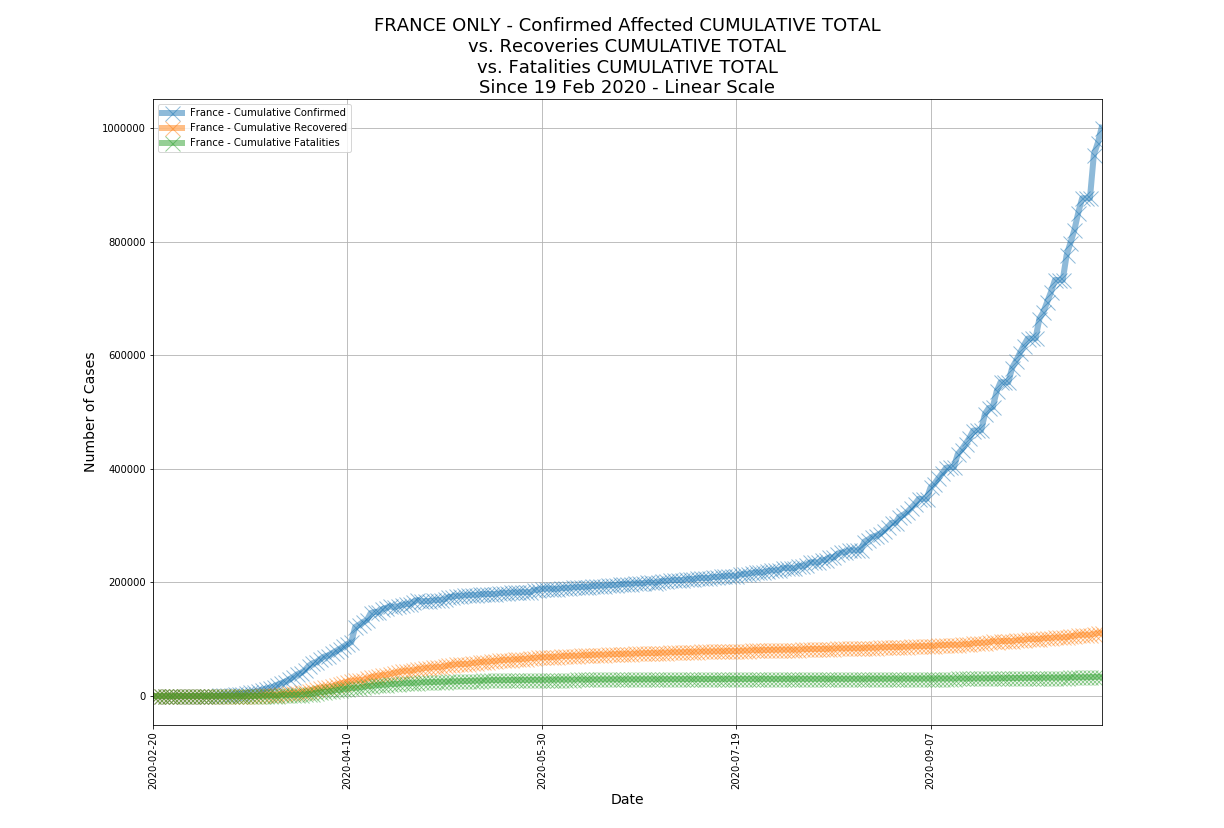 FRANCE ONLY - Confirmed Affected CUMULATIVE TOTAL
vs. Recoveries CUMULATIVE TOTAL
vs. Fatalities CUMULATIVE TOTAL
Since 19 Feb 2020 - Linear Scale
France - Cumulative Confirmed
France - Cumulative Recovered
France - Cumulative Fatalities
1000000
800000
600000
400000
200000
0
Number of Cases
2020-02-20
2020-04-10
2020-05-30
2020-07-19
2020-09-07
Date